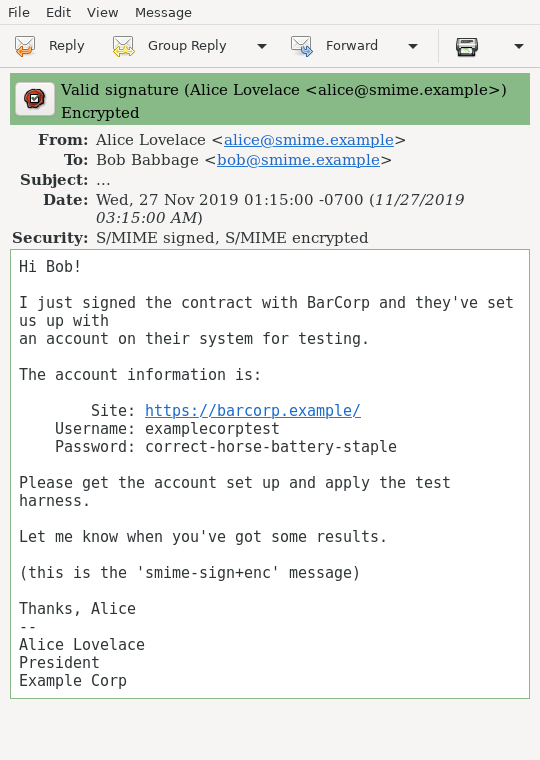 File Edit View Message
Reply Group Reply Forward
Valid signature (Alice Lovelace <alice@smime.example>)
Encrypted
From: Alice Lovelace <alice@smime.example>
To: Bob Babbage <bob@smime.example>
Subject: ...
Date: Wed, 27 Nov 2019 01:15:00 -0700 (11/27/2019
03:15:00 AM)
Security: S/MIME signed, S/MIME encrypted
Hi Bob!
I just signed the contract with BarCorp and they've set
us up with
an account on their system for testing.
The account information is:
Site: https://barcorp.example/
Username: examplecorptest
Password: correct-horse-battery-staple
Please get the account set up and apply the test
harness.
Let me know when you've got some results.
(this is the 'smime-sign+enc' message)
Thanks, Alice
--
Alice Lovelace
President
Example Corp